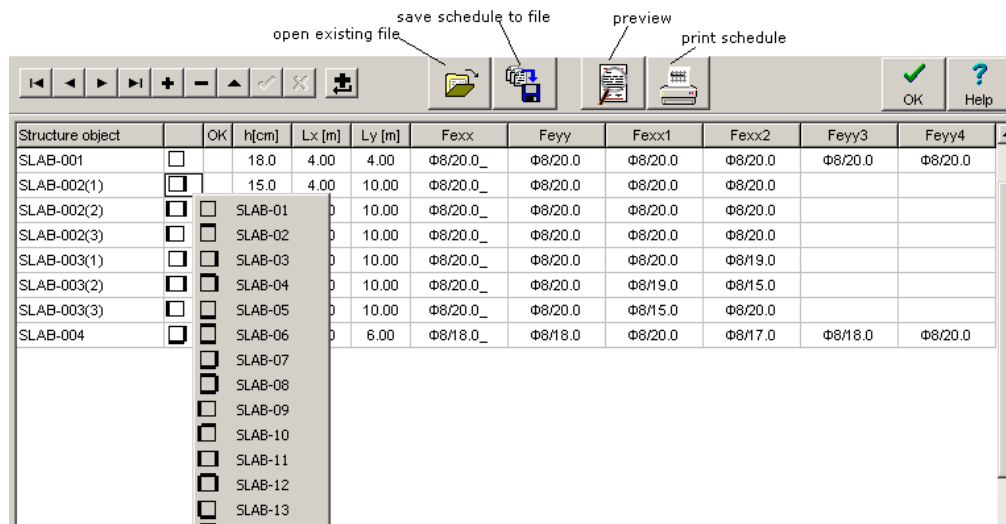 save schedule to file
preview
open existing file
print schedule
OK Help
Structure object OK h[cm] Lx [m] Ly [m] Fexx Feyy Fexx1 Fexx2 Feyy3 Feyy4
SLAB-001 18.0 4.00 4.00 Φ8/20.0_ Φ8/20.0 Φ8/20.0 Φ8/20.0 Φ8/20.0 Φ8/20.0
SLAB-002(1) 15.0 4.00 10.00 Φ8/20.0_ Φ8/20.0 Φ8/20.0 Φ8/20.0
SLAB-002(2) SLAB-01 10.00 Φ8/20.0_ Φ8/20.0 Φ8/20.0 Φ8/20.0
SLAB-002(3) SLAB-02 10.00 Φ8/20.0_ Φ8/20.0 Φ8/20.0 Φ8/20.0
SLAB-003(1) SLAB-03 10.00 Φ8/20.0_ Φ8/20.0 Φ8/20.0 Φ8/19.0
SLAB-003(2) SLAB-04 10.00 Φ8/20.0_ Φ8/20.0 Φ8/19.0 Φ8/15.0
SLAB-003(3) SLAB-05 10.00 Φ8/20.0_ Φ8/20.0 Φ8/15.0 Φ8/20.0
SLAB-004 SLAB-06 6.00 Φ8/18.0_ Φ8/18.0 Φ8/20.0 Φ8/17.0 Φ8/18.0 Φ8/20.0
SLAB-07
SLAB-08
SLAB-09
SLAB-10
SLAB-11
SLAB-12
SLAB-13